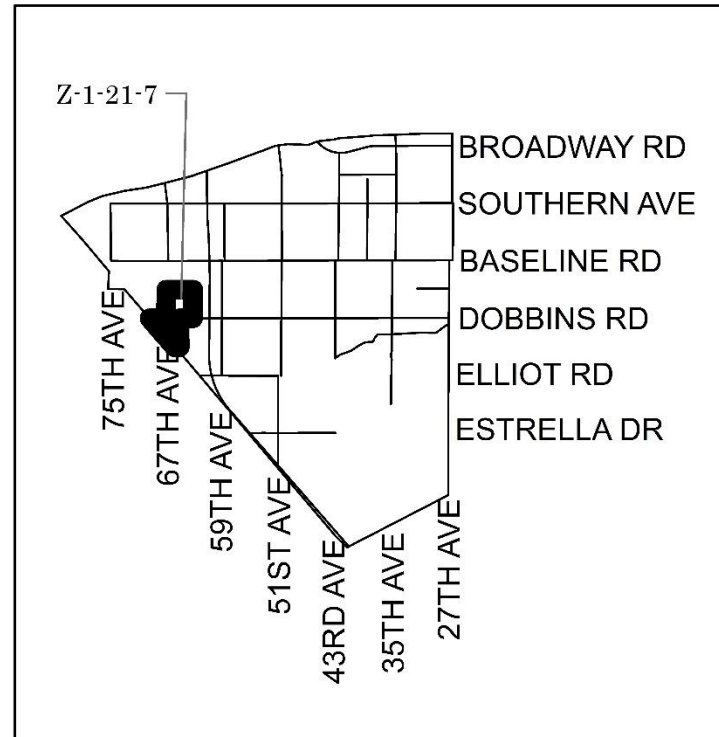 Z-1-21-7
BROADWAY RD
SOUTHERN AVE
BASELINE RD
DOBBINS RD
ELLIOT RD
ESTRELLA DR
75TH AVE
67TH AVE
59TH AVE
51ST AVE
43RD AVE
35TH AVE
27TH AVE